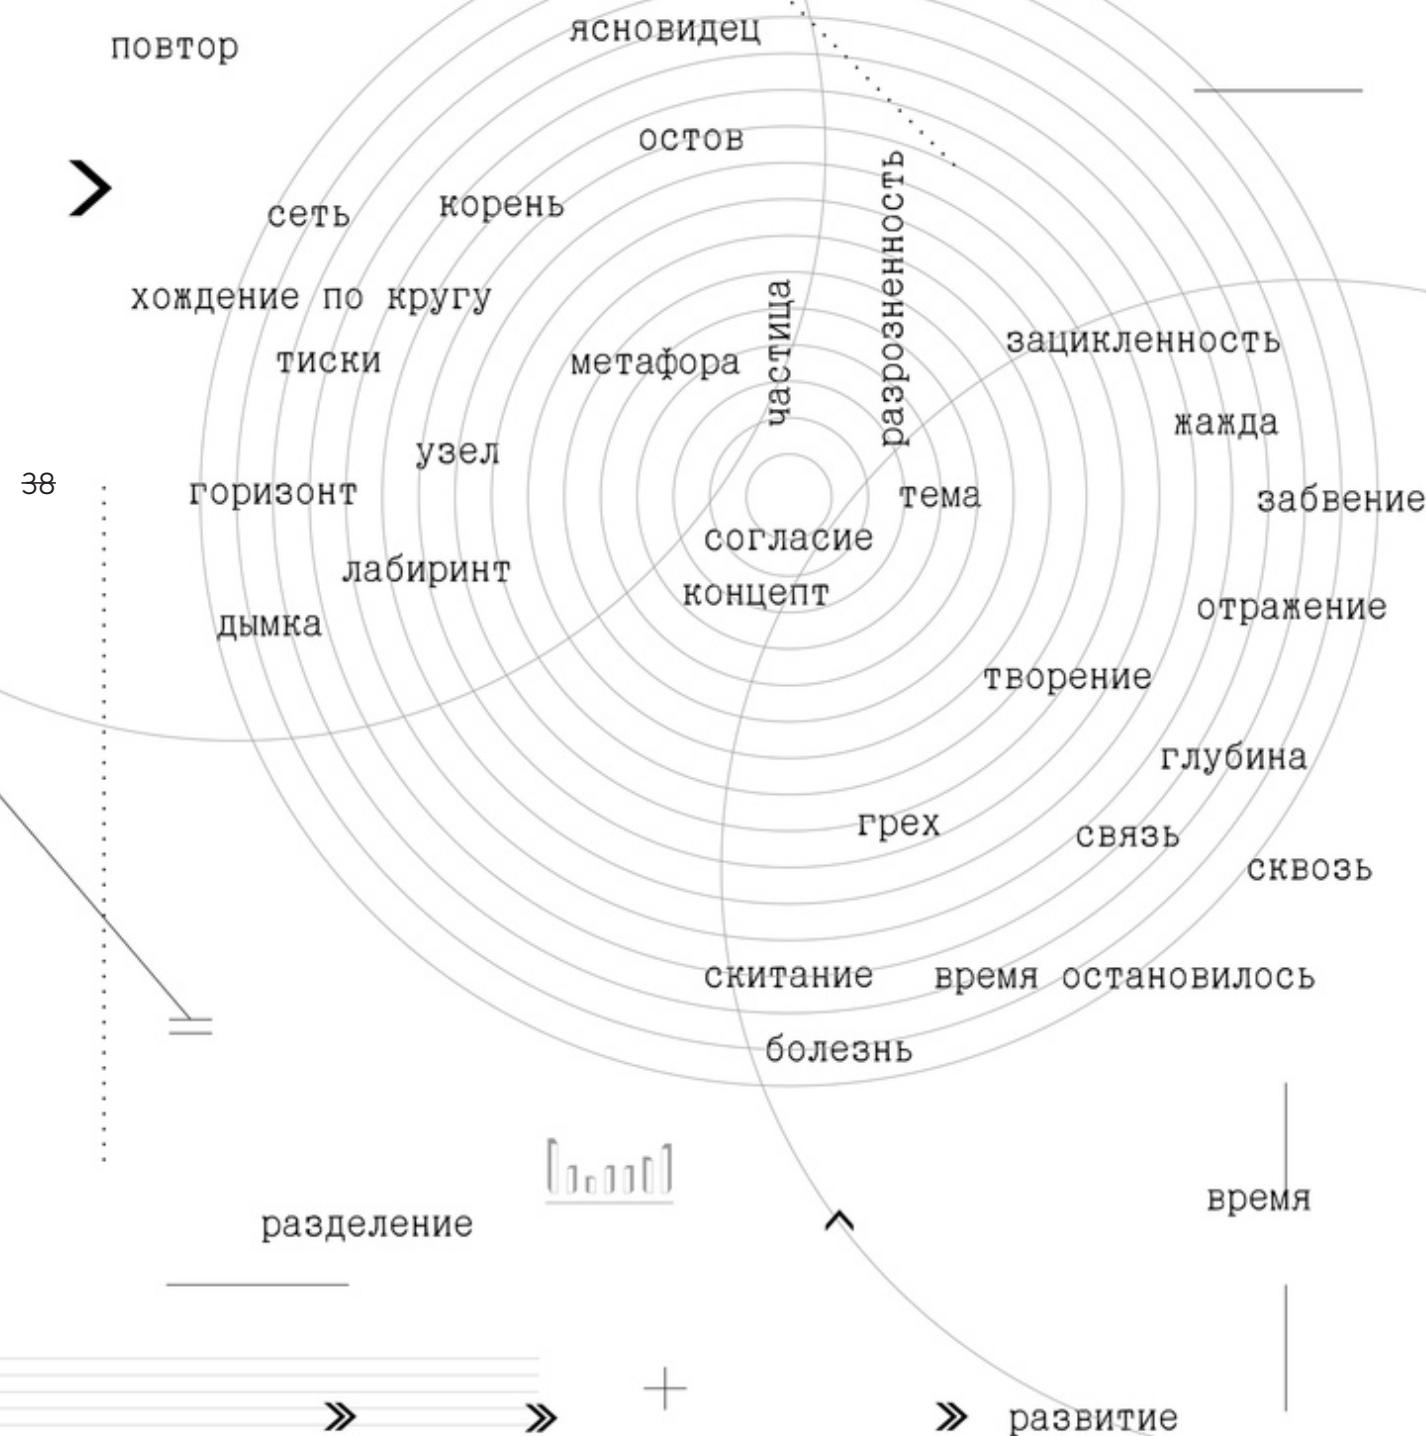 ясновидец
повтор
остов
корень
сеть
разрозненность
хождение по кругу
частица
зацикленность
тиски
метафора
жажда
узел
38
горизонт
тема
забвение
согласие
лабиринт
концепт
отражение
дымка
творение
глубина
грех
связь
сквозь
скитание
время остановилось
болезнь
время
разделение
развитие